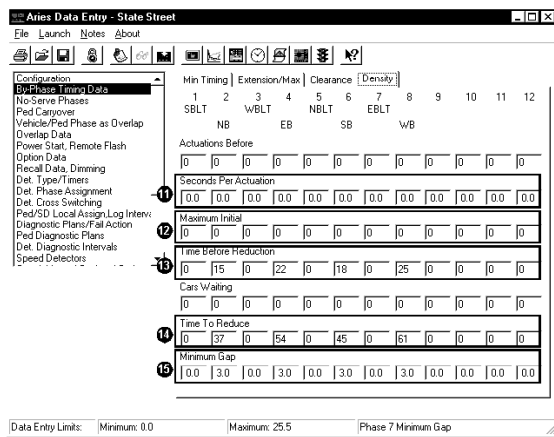 Aries Data Entry - State Street
File Launch Notes About
Configuration
By-Phase Timing Data
No-Serve Phases
Ped Carryover
Vehicle/Ped Phase as Overlap
Overlap Data
Power Start, Remote Flash
Option Data
Recall Data, Dimming
Det. Type/Timers
Det. Phase Assignment
Det. Cross Switching
Ped/SD Local Assign,Log Interva
Diagnostic Plans/Fail Action
Ped Diagnostic Plans
Det. Diagnostic Intervals
Speed Detectors
Min Timing Extension/Max Clearance Density
1 2 3 4 5 6 7 8 9 10 11 12
SBLT WBLT NBLT EBLT
NB EB SB WB
Actuations Before
0 0 0 0 0 0 0 0 0 0 0 0
11 Seconds Per Actuation
0.0 0.0 0.0 0.0 0.0 0.0 0.0 0.0 0.0 0.0 0.0 0.0
12 Maximum Initial
0 0 0 0 0 0 0 0 0 0 0 0
13 Time Before Reduction
0 15 0 22 0 18 0 25 0 0 0 0
Cars Waiting
0 0 0 0 0 0 0 0 0 0 0 0
14 Time To Reduce
0 37 0 54 0 45 0 61 0 0 0 0
15 Minimum Gap
0.0 3.0 0.0 3.0 0.0 3.0 0.0 3.0 0.0 0.0 0.0 0.0
Data Entry Limits: Minimum: 0.0 Maximum: 25.5 Phase 7 Minimum Gap